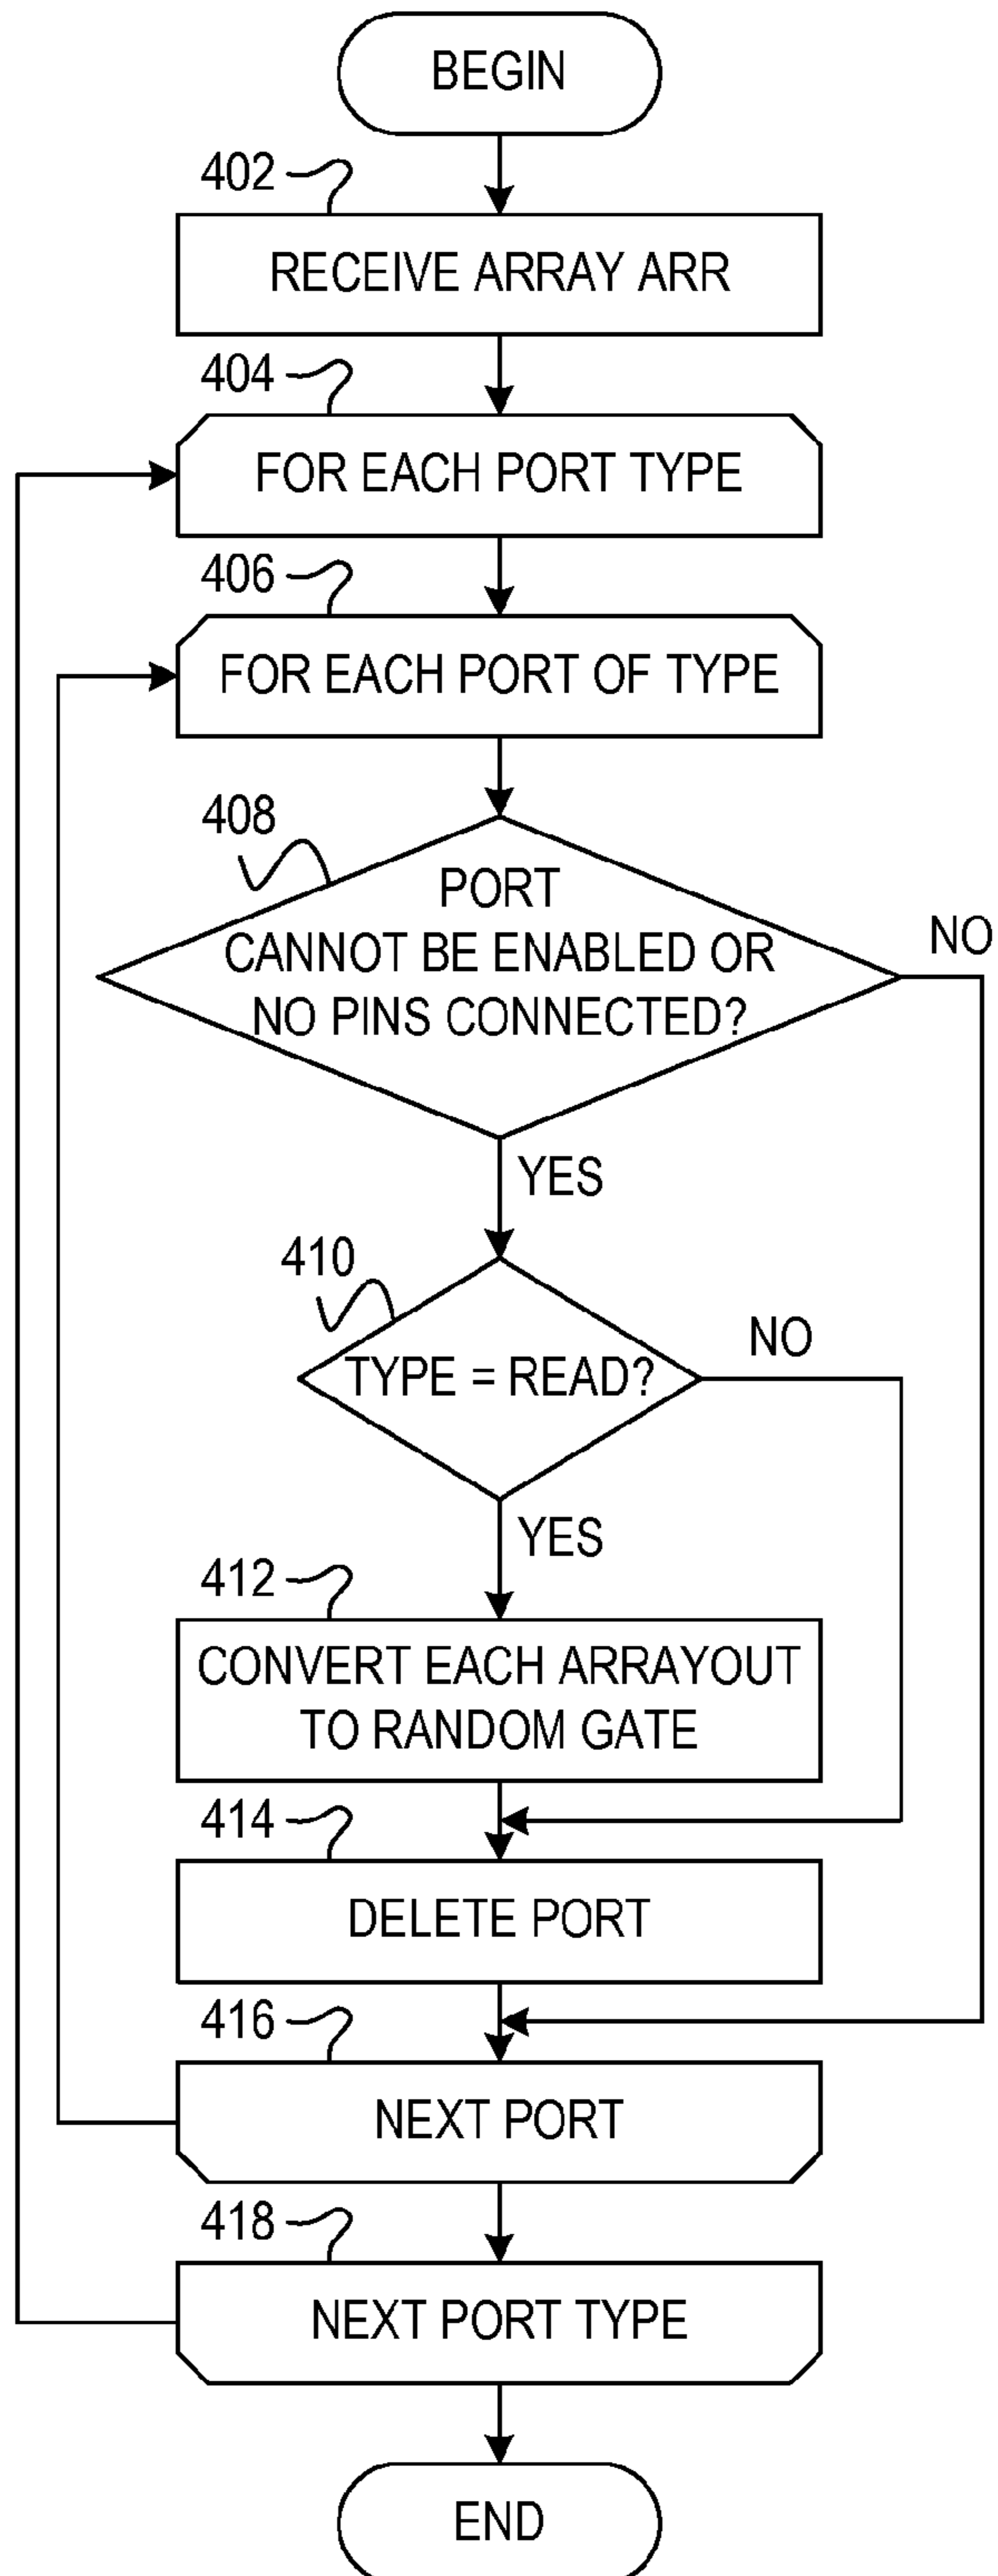 BEGIN
402
RECEIVE ARRAY ARR
404
FOR EACH PORT TYPE
406
FOR EACH PORT OF TYPE
408
PORT
CANNOT BE ENABLED OR
NO PINS CONNECTED?
NO
YES
410
TYPE = READ?
NO
YES
412
CONVERT EACH ARRAYOUT
TO RANDOM GATE
414
DELETE PORT
416
NEXT PORT
418
NEXT PORT TYPE
END